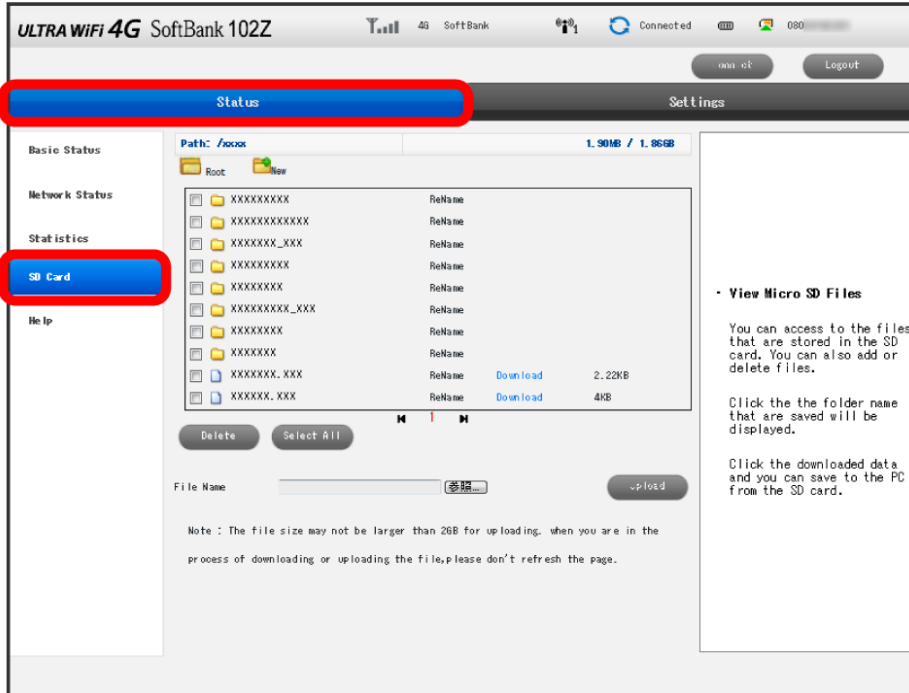 ULTRA WiFi 4G SoftBank 102Z
4G SoftBank
1
Connected
080
Logout
Status
Settings
Basic Status
Network Status
Statistics
SD Card
Help
Path: /xxxxx
1.90MB / 1.86GB
Root
New
XXXXXXXXX ReName
XXXXXXXXXXXX ReName
XXXXXXX_XXX ReName
XXXXXXXXX ReName
XXXXXXXX ReName
XXXXXXXXX_XXX ReName
XXXXXXXX ReName
XXXXXXX ReName
XXXXXXX.XXX ReName Download 2.22KB
XXXXXX.XXX ReName Download 4KB
1
Delete
Select All
File Name
参照...
Upload
Note : The file size may not be larger than 2GB for uploading. when you are in the
process of downloading or uploading the file,please don't refresh the page.
· View Micro SD Files
You can access to the files
that are stored in the SD
card. You can also add or
delete files.
Click the the folder name
that are saved will be
displayed.
Click the downloaded data
and you can save to the PC
from the SD card.